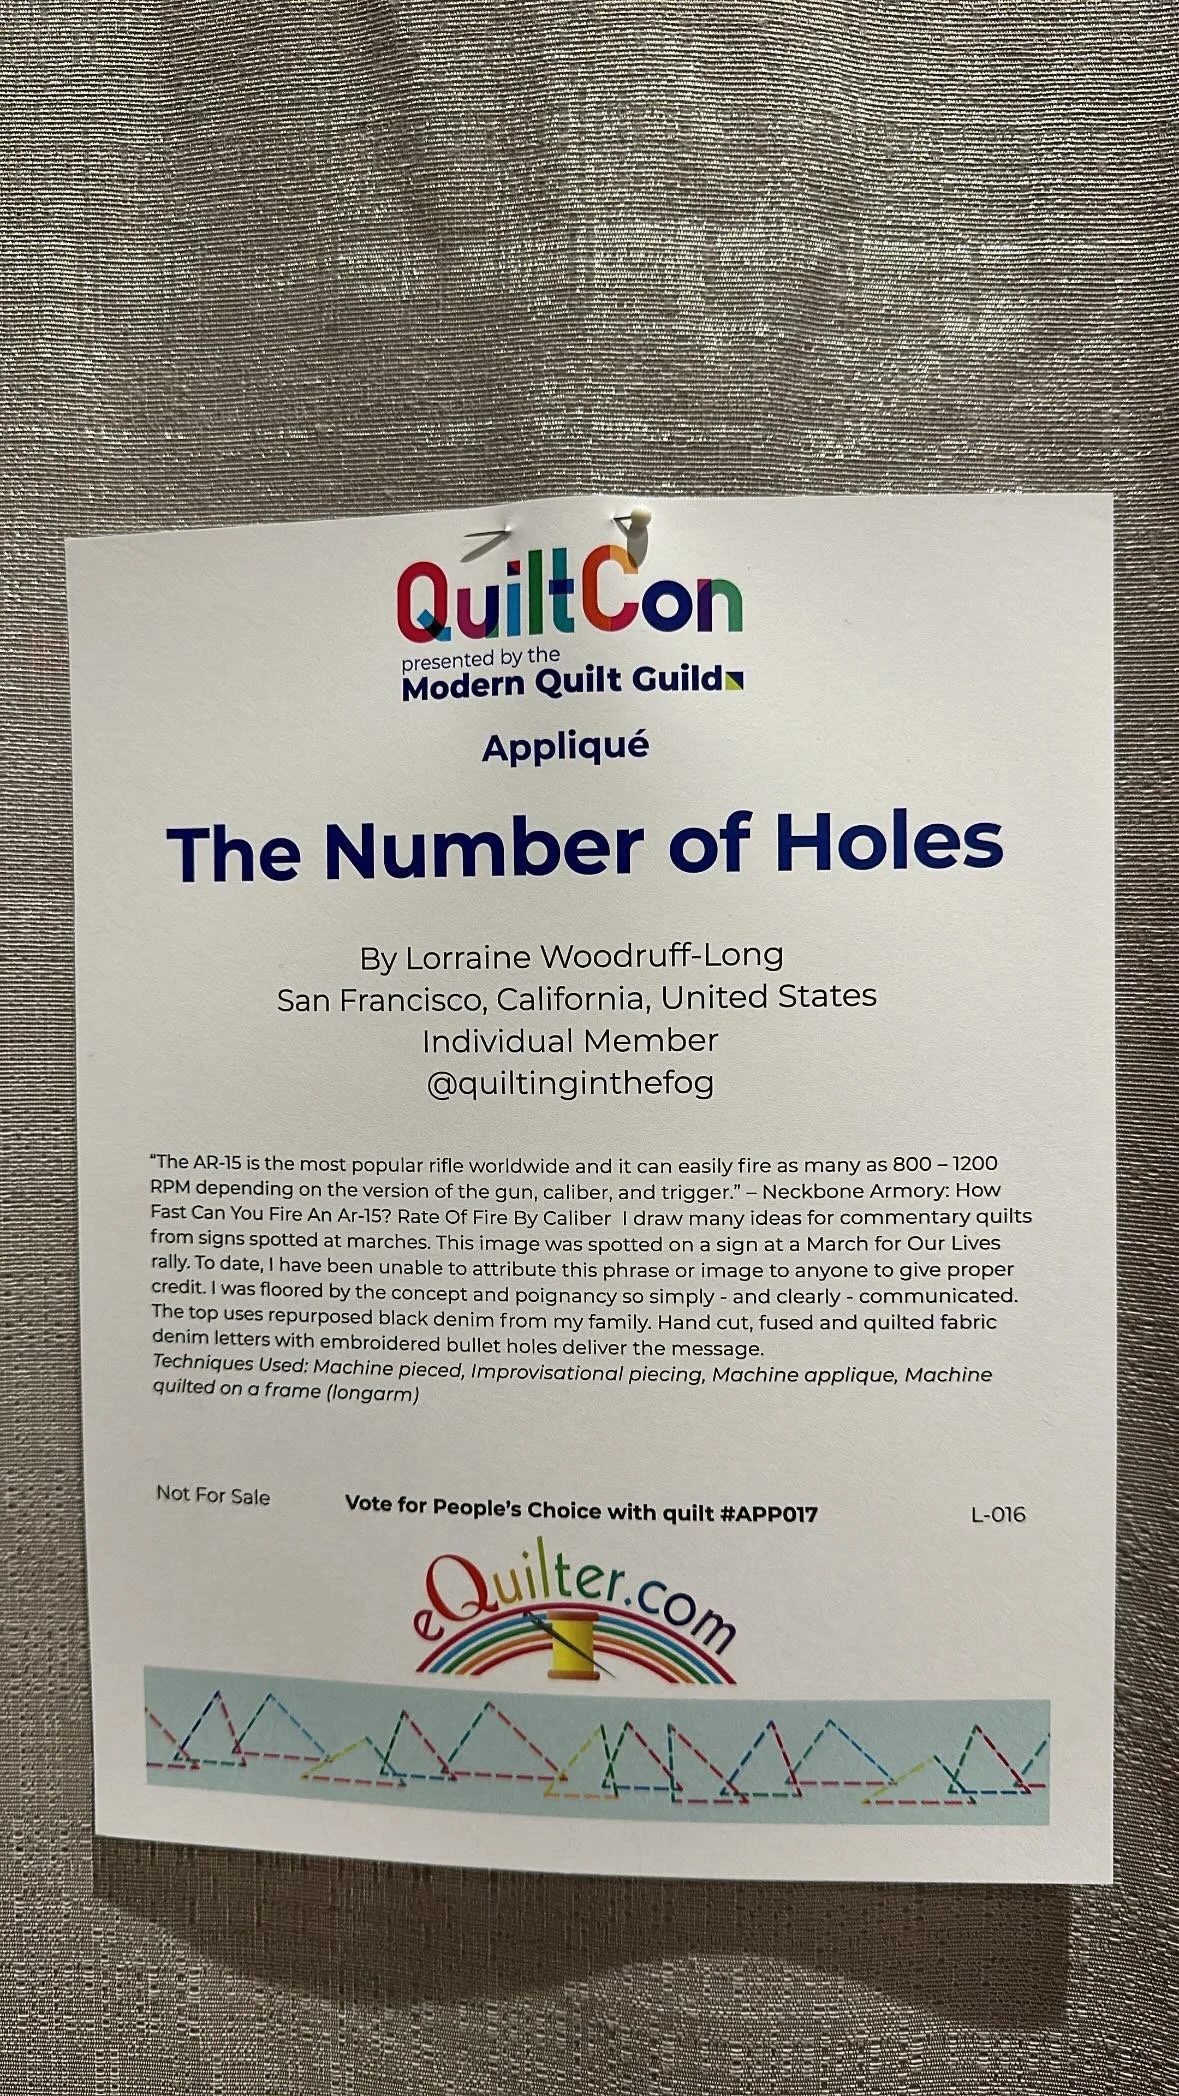 QuiltCon
presented by the
Modern Quilt Guild
Appliqué
The Number of Holes
By Lorraine Woodruff-Long
San Francisco, California, United States
Individual Member
@quiltinginthefog
“The AR-15 is the most popular rifle worldwide and it can easily fire as many as 800 – 1200
RPM depending on the version of the gun, caliber, and trigger.” – Neckbone Armory: How
Fast Can You Fire An Ar-15? Rate Of Fire By Caliber I draw many ideas for commentary quilts
from signs spotted at marches. This image was spotted on a sign at a March for Our Lives
rally. To date, I have been unable to attribute this phrase or image to anyone to give proper
credit. I was floored by the concept and poignancy so simply - and clearly - communicated.
The top uses repurposed black denim from my family. Hand cut, fused and quilted fabric
denim letters with embroidered bullet holes deliver the message.
Techniques Used: Machine pieced, Improvisational piecing, Machine applique, Machine
quilted on a frame (longarm)
Not For Sale Vote for People’s Choice with quilt #APP017 L-016
eQuilter.com